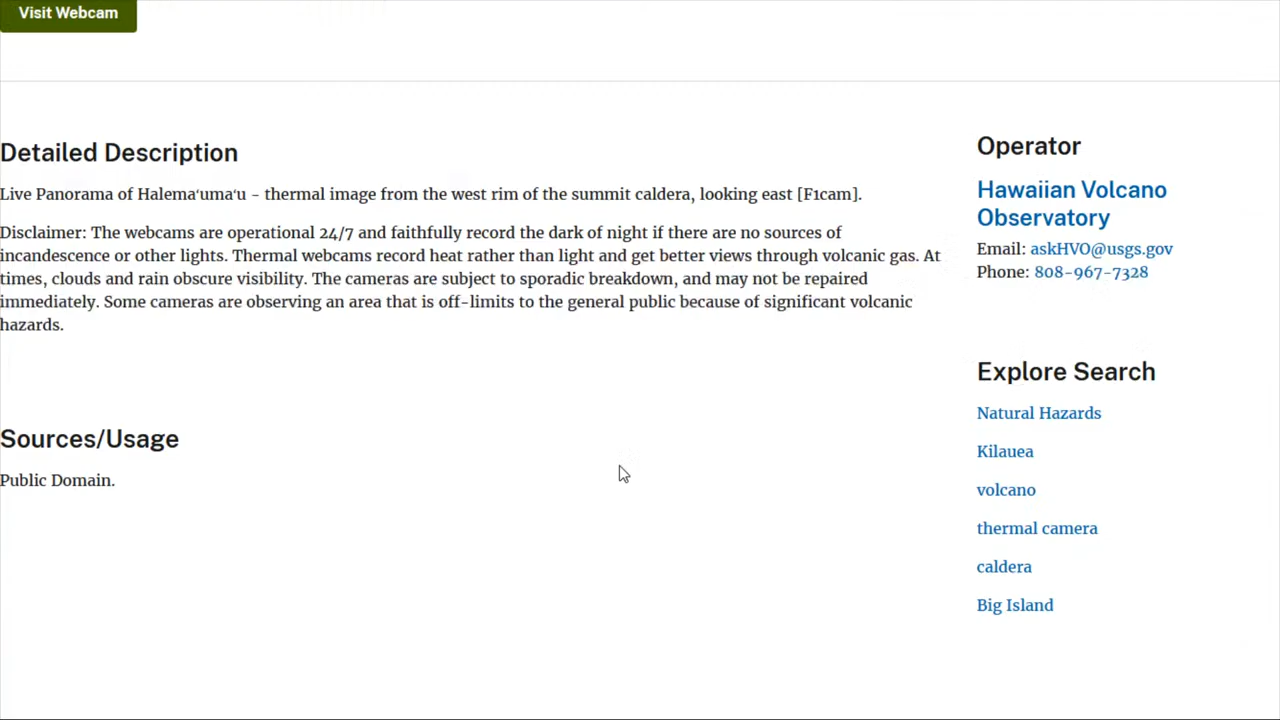 Visit Webcam
Detailed Description
Live Panorama of Halemaʻumaʻu - thermal image from the west rim of the summit caldera, looking east [F1cam].
Disclaimer: The webcams are operational 24/7 and faithfully record the dark of night if there are no sources of
incandescence or other lights. Thermal webcams record heat rather than light and get better views through volcanic gas. At
times, clouds and rain obscure visibility. The cameras are subject to sporadic breakdown, and may not be repaired
immediately. Some cameras are observing an area that is off-limits to the general public because of significant volcanic
hazards.
Sources/Usage
Public Domain.
Operator
Hawaiian Volcano
Observatory
Email: askHVO@usgs.gov
Phone: 808-967-7328
Explore Search
Natural Hazards
Kilauea
volcano
thermal camera
caldera
Big Island